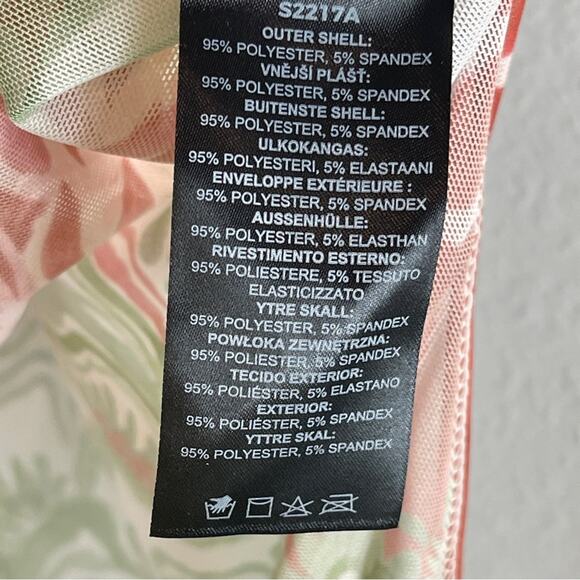 S2217A
OUTER SHELL:
95% POLYESTER, 5% SPANDEX
VNĚJŠÍ PLÁŠŤ:
95% POLYESTER, 5% SPANDEX
BUITENSTE SHELL:
95% POLYESTER, 5% SPANDEX
ULKOKANGAS:
95% POLYESTERI, 5% ELASTAANI
ENVELOPPE EXTÉRIEURE :
95% POLYESTER, 5% SPANDEX
AUSSENHÜLLE:
95% POLYESTER, 5% ELASTHAN
RIVESTIMENTO ESTERNO:
95% POLIESTERE, 5% TESSUTO
ELASTICIZZATO
YTRE SKALL:
95% POLYESTER, 5% SPANDEX
POWŁOKA ZEWNĘTRZNA:
95% POLIESTER, 5% SPANDEX
TECIDO EXTERIOR:
95% POLIÉSTER, 5% ELASTANO
EXTERIOR:
95% POLIÉSTER, 5% SPANDEX
YTTRE SKAL:
95% POLYESTER, 5% SPANDEX